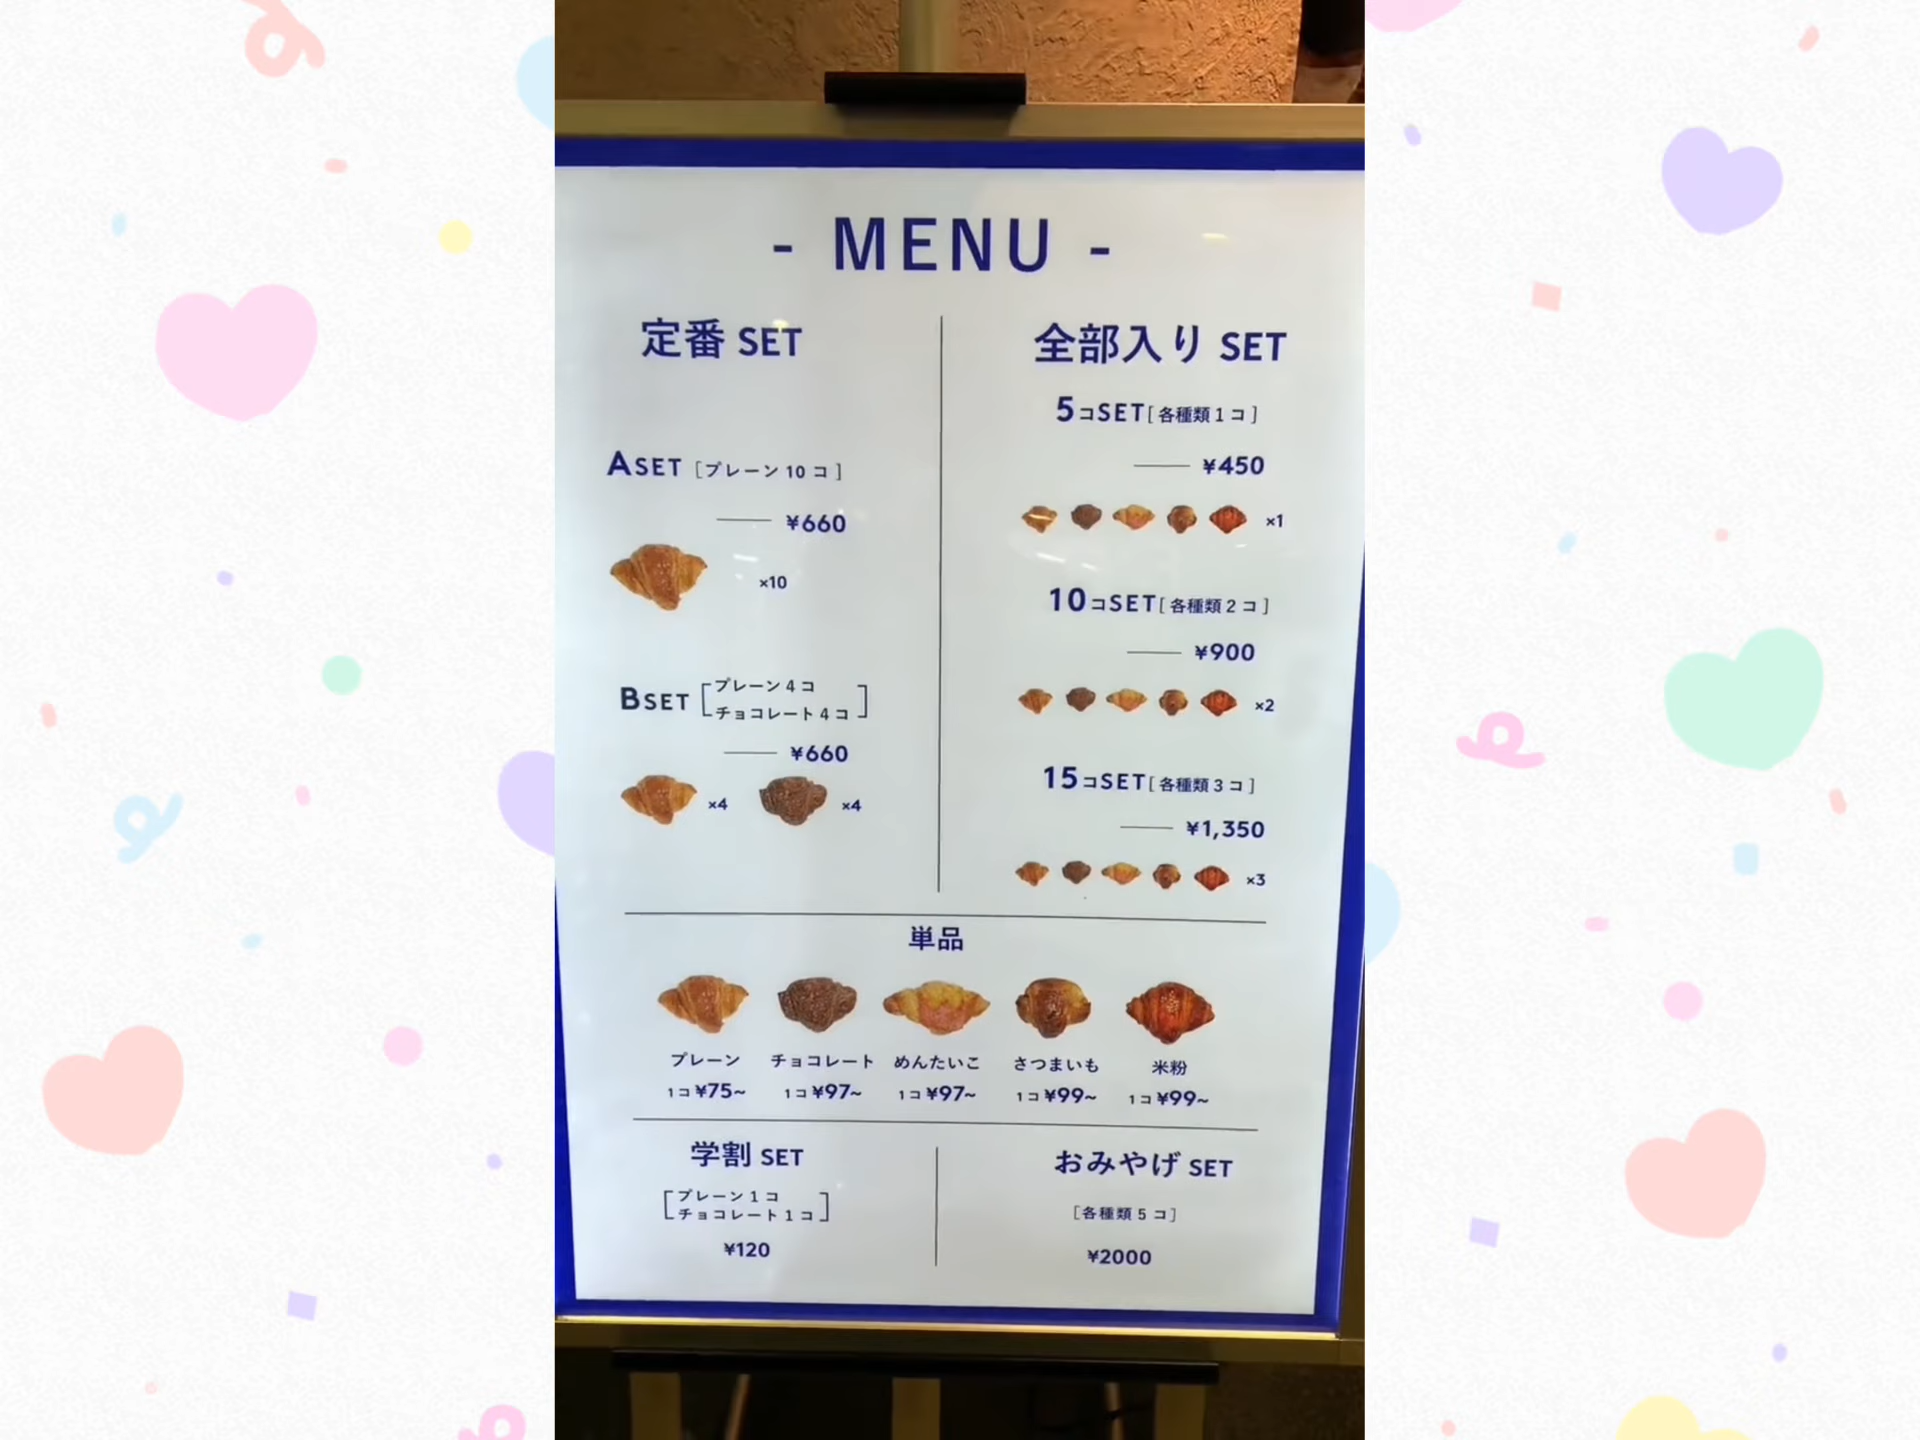 - MENU -
定番 SET
A SET [プレーン 10 コ]
¥660
×10
B SET [プレーン 4 コ
チョコレート 4 コ]
¥660
×4 ×4
全部入り SET
5コSET[各種類 1 コ]
¥450
×1
10コSET[各種類 2 コ]
¥900
×2
15コSET[各種類 3 コ]
¥1,350
×3
単品
プレーン チョコレート めんたいこ さつまいも 米粉
1コ¥75~ 1コ¥97~ 1コ¥97~ 1コ¥99~ 1コ¥99~
学割 SET
[プレーン 1 コ
チョコレート 1 コ]
¥120
おみやげ SET
[各種類 5 コ]
¥2000